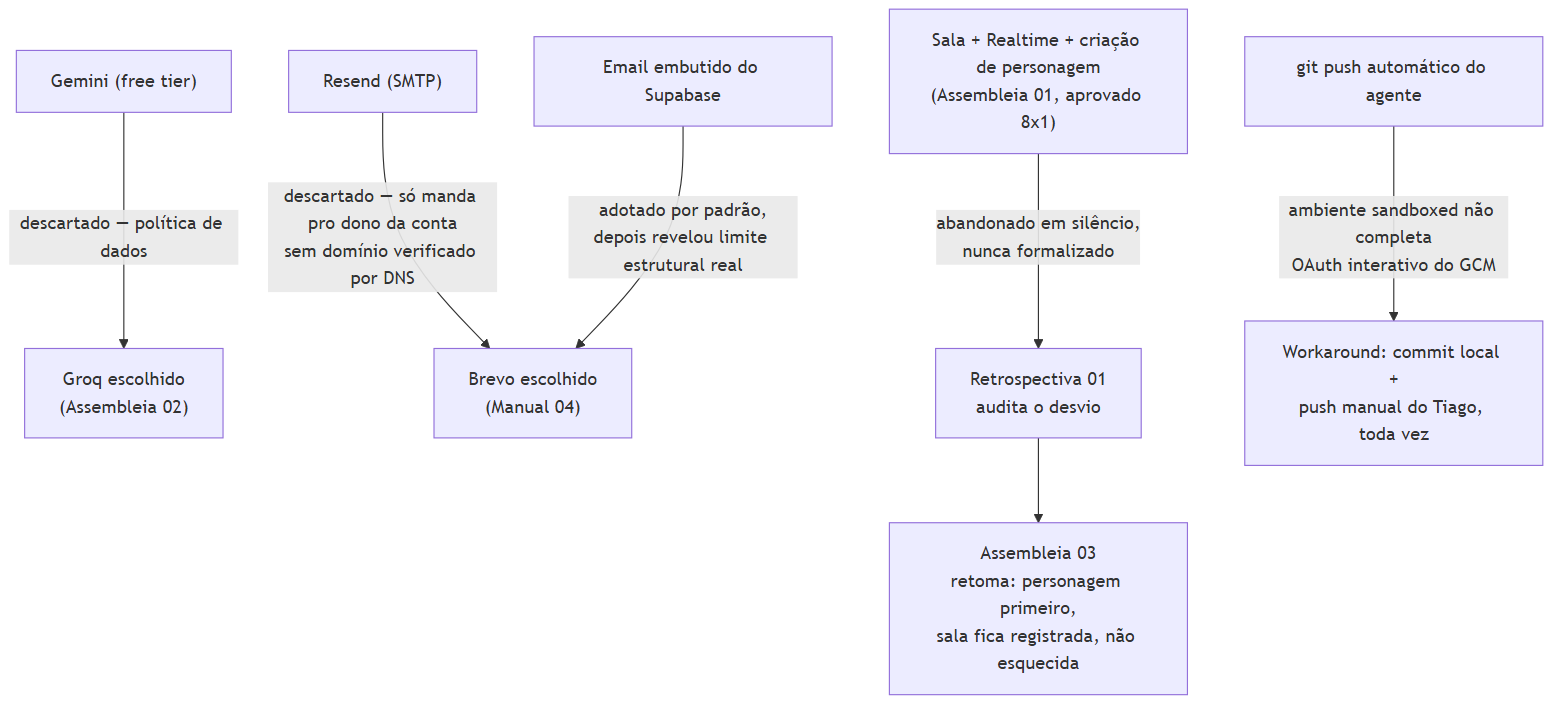 Gemini (free tier)
descartado — política de
dados
Groq escolhido
(Assembleia 02)
Resend (SMTP)
descartado — só manda
pro dono da conta
sem domínio verificado
por DNS
Email embutido do
Supabase
adotado por padrão,
depois revelou limite
estrutural real
Brevo escolhido
(Manual 04)
Sala + Realtime + criação
de personagem
(Assembleia 01, aprovado
8x1)
abandonado em silêncio,
nunca formalizado
Retrospectiva 01
audita o desvio
Assembleia 03
retoma: personagem
primeiro,
sala fica registrada, não
esquecida
git push automático do
agente
ambiente sandboxed não
completa
OAuth interativo do GCM
Workaround: commit local
+
push manual do Tiago,
toda vez